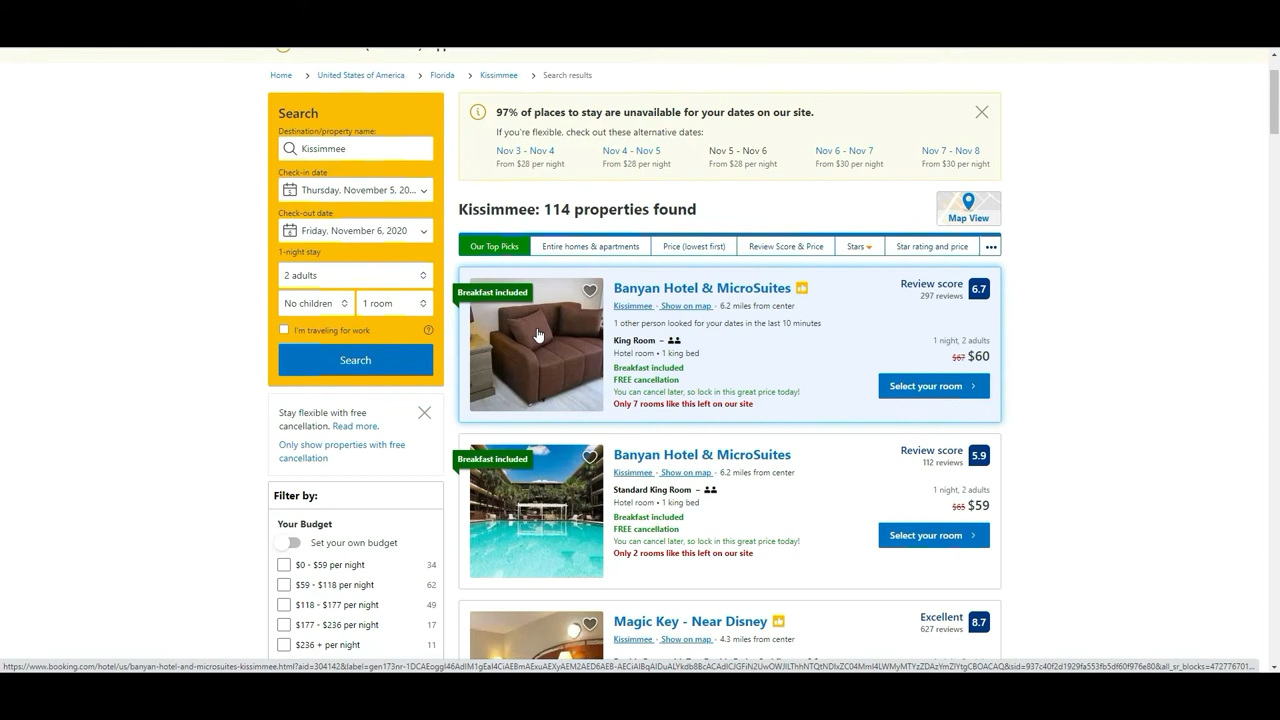 Home > United States of America > Florida > Kissimmee > Search results
Search
Destination/property name:
Kissimmee
Check-in date
Thursday, November 5, 20...
Check-out date
Friday, November 6, 2020
1-night stay
2 adults
No children
1 room
I'm traveling for work
Search
Stay flexible with free
cancellation. Read more.
Only show properties with free
cancellation
Filter by:
Your Budget
Set your own budget
$0 - $59 per night 34
$59 - $118 per night 62
$118 - $177 per night 49
$177 - $236 per night 17
$236 + per night 11
97% of places to stay are unavailable for your dates on our site.
If you're flexible, check out these alternative dates:
Nov 3 - Nov 4
From $28 per night
Nov 4 - Nov 5
From $28 per night
Nov 5 - Nov 6
From $28 per night
Nov 6 - Nov 7
From $30 per night
Nov 7 - Nov 8
From $30 per night
Kissimmee: 114 properties found
Map View
Our Top Picks
Entire homes & apartments
Price (lowest first)
Review Score & Price
Stars
Star rating and price
Breakfast included
Banyan Hotel & MicroSuites
Kissimmee - Show on map - 6.2 miles from center
1 other person looked for your dates in the last 10 minutes
King Room –
Hotel room • 1 king bed
Breakfast included
FREE cancellation
You can cancel later, so lock in this great price today!
Only 7 rooms like this left on our site
Review score
297 reviews
6.7
1 night, 2 adults
$67 $60
Select your room
Breakfast included
Banyan Hotel & MicroSuites
Kissimmee - Show on map - 6.2 miles from center
Standard King Room –
Hotel room • 1 king bed
Breakfast included
FREE cancellation
You can cancel later, so lock in this great price today!
Only 2 rooms like this left on our site
Review score
112 reviews
5.9
1 night, 2 adults
$65 $59
Select your room
Magic Key - Near Disney
Kissimmee - Show on map - 4.3 miles from center
Excellent
627 reviews
8.7